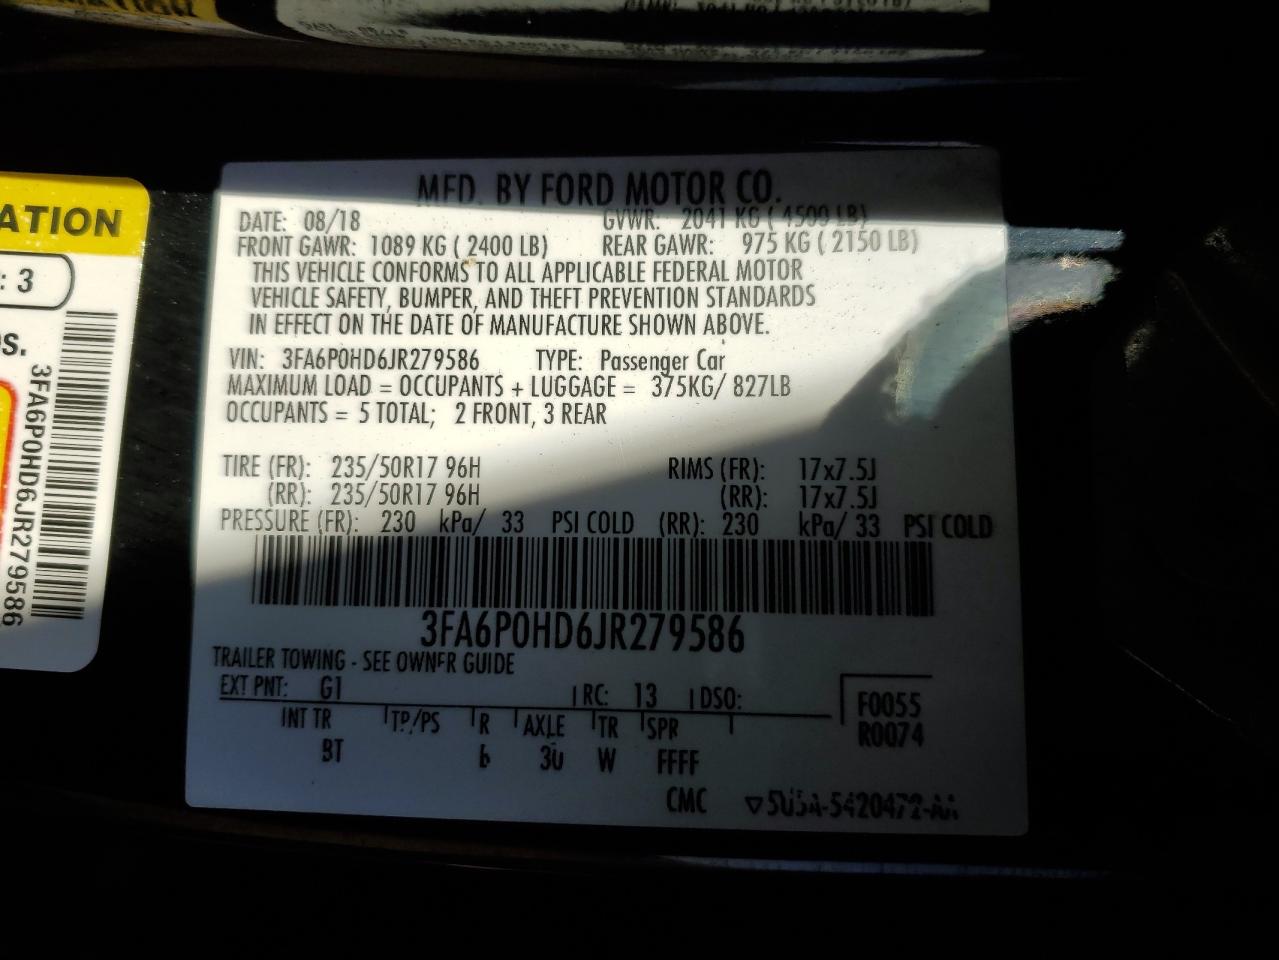 ATION
: 3
S.
3FA6P0HD6JR279586
MFD. BY FORD MOTOR CO.
DATE: 08/18 GVWR: 2041 KG ( 4500 LB)
FRONT GAWR: 1089 KG ( 2400 LB) REAR GAWR: 975 KG ( 2150 LB)
THIS VEHICLE CONFORMS TO ALL APPLICABLE FEDERAL MOTOR
VEHICLE SAFETY, BUMPER, AND THEFT PREVENTION STANDARDS
IN EFFECT ON THE DATE OF MANUFACTURE SHOWN ABOVE.
VIN: 3FA6P0HD6JR279586 TYPE: Passenger Car
MAXIMUM LOAD = OCCUPANTS + LUGGAGE = 375KG/ 827LB
OCCUPANTS = 5 TOTAL; 2 FRONT, 3 REAR
TIRE (FR): 235/50R17 96H RIMS (FR): 17x7.5J
(RR): 235/50R17 96H (RR): 17x7.5J
PRESSURE (FR): 230 kPa/ 33 PSI COLD (RR): 230 kPa/ 33 PSI COLD
3FA6P0HD6JR279586
TRAILER TOWING - SEE OWNER GUIDE
EXT PNT: G1 RC: 13 DSO:
F0055
R0074
INT TR TP/PS R AXLE TR SPR
BT 6 30 W FFFF
CMC